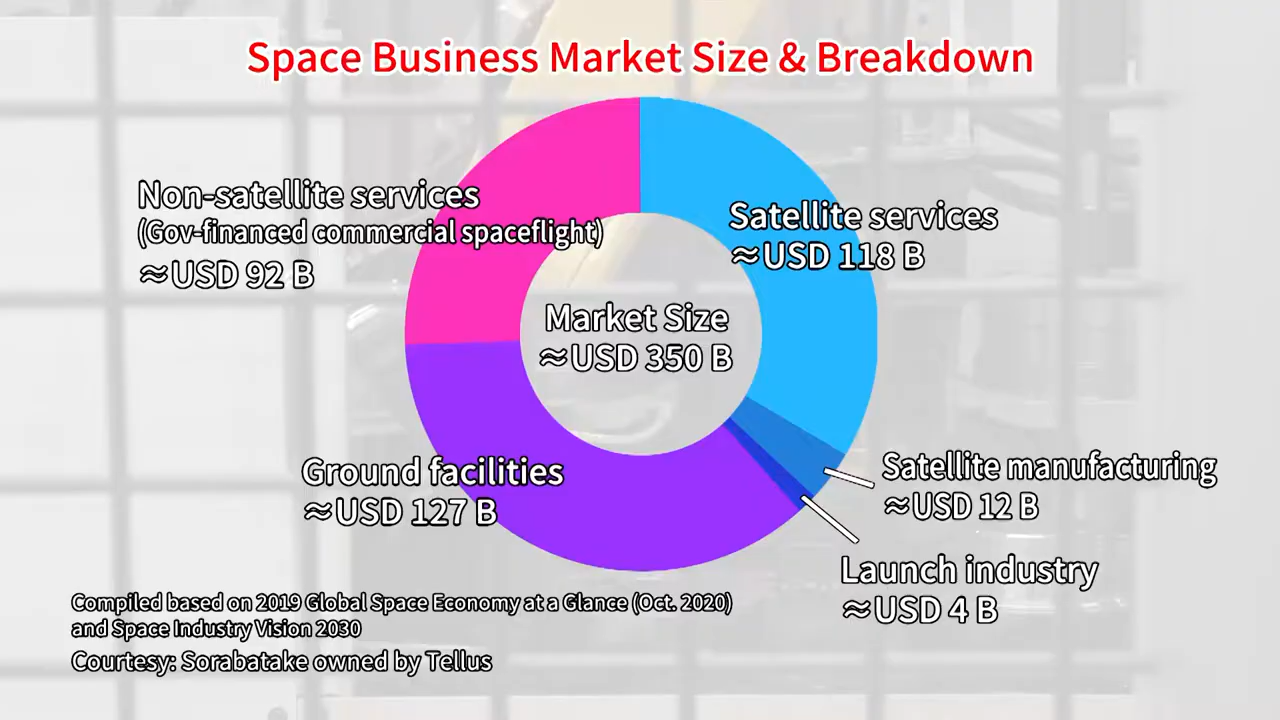 Space Business Market Size & Breakdown
Non-satellite services
(Gov-financed commercial spaceflight)
≈USD 92 B
Satellite services
≈USD 118 B
Market Size
≈USD 350 B
Ground facilities
≈USD 127 B
Satellite manufacturing
≈USD 12 B
Launch industry
≈USD 4 B
Compiled based on 2019 Global Space Economy at a Glance (Oct. 2020)
and Space Industry Vision 2030
Courtesy: Sorabatake owned by Tellus